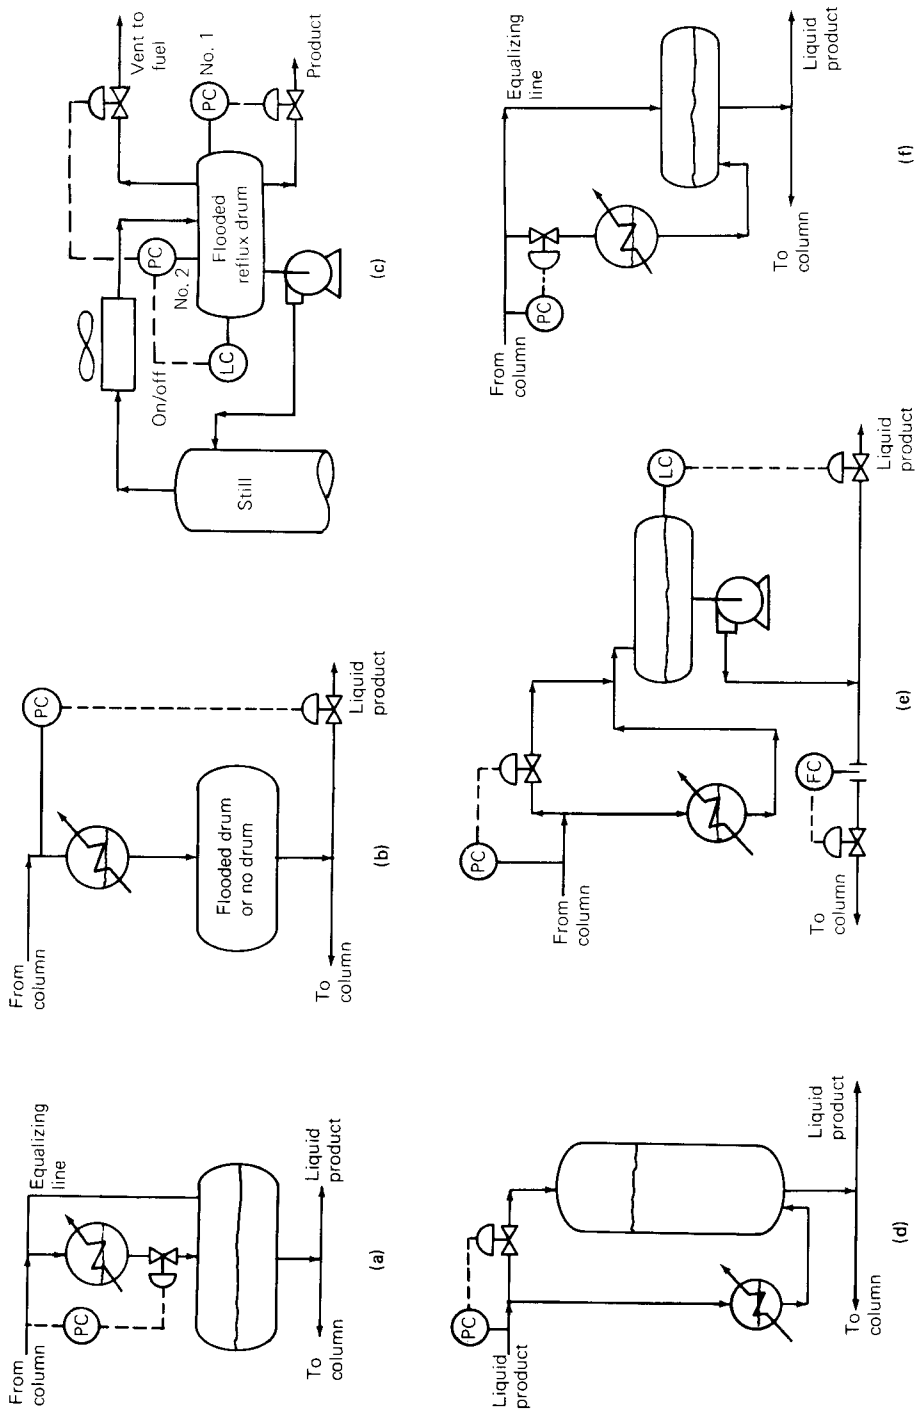 From
column
PC
Equalizing
line
To
column
Liquid
product
(a)
From
column
PC
Flooded drum
or no drum
To
column
Liquid
product
(b)
Still
On/off
LC
PC
No. 2
Flooded
reflux drum
PC
No. 1
Vent to
fuel
Product
(c)
Liquid
product
PC
To
column
Liquid
product
(d)
From
column
PC
To
column
FC
LC
Liquid
product
(e)
From
column
PC
Equalizing
line
To
column
Liquid
product
(f)